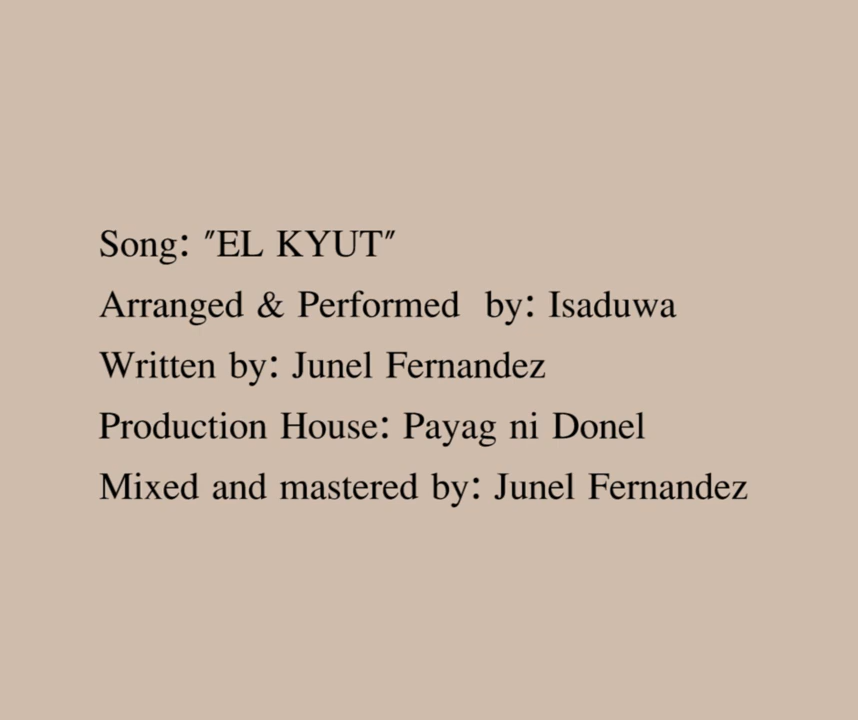 Song: "EL KYUT"
Arranged & Performed  by: Isaduwa
Written by: Junel Fernandez
Production House: Payag ni Donel
Mixed and mastered by: Junel Fernandez